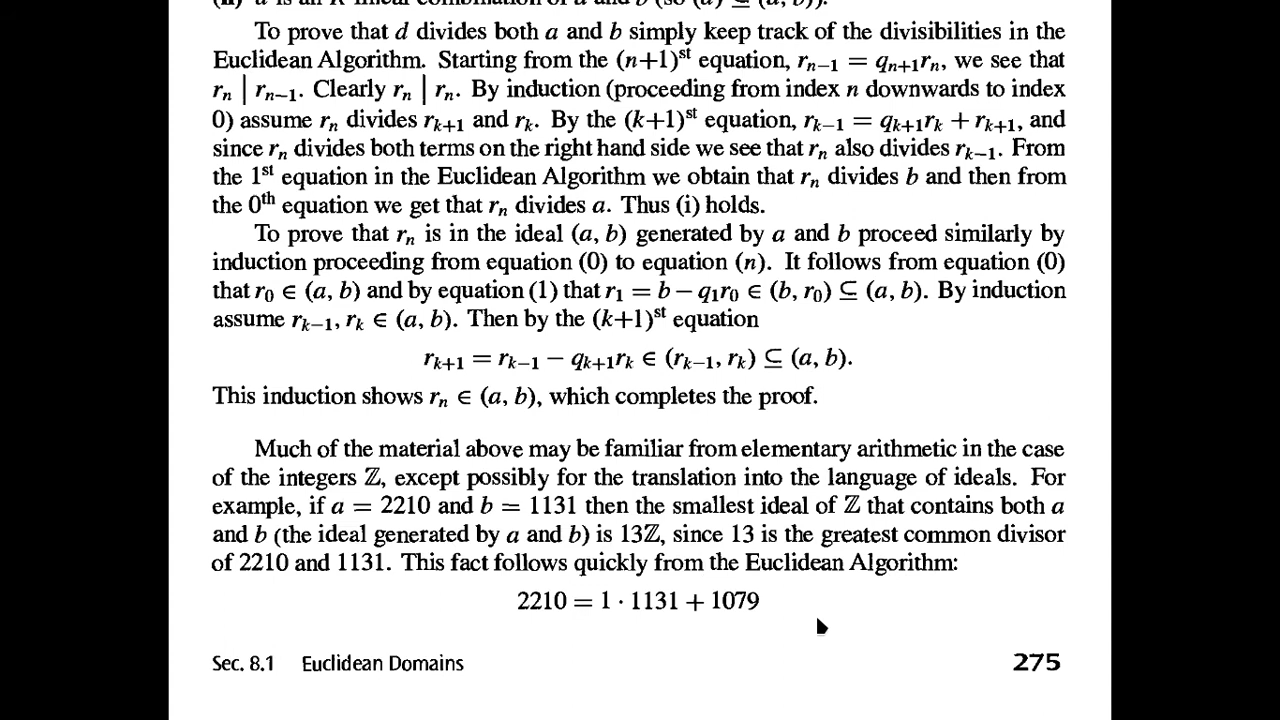 (ii) d is an R-linear combination of a and b (so (d) ⊆ (a, b)).
To prove that d divides both a and b simply keep track of the divisibilities in the
Euclidean Algorithm. Starting from the (n+1)ˢᵗ equation, rₙ₋₁ = qₙ₊₁rₙ, we see that
rₙ | rₙ₋₁. Clearly rₙ | rₙ. By induction (proceeding from index n downwards to index
0) assume rₙ divides rₖ₊₁ and rₖ. By the (k+1)ˢᵗ equation, rₖ₋₁ = qₖ₊₁rₖ + rₖ₊₁, and
since rₙ divides both terms on the right hand side we see that rₙ also divides rₖ₋₁. From
the 1ˢᵗ equation in the Euclidean Algorithm we obtain that rₙ divides b and then from
the 0ᵗʰ equation we get that rₙ divides a. Thus (i) holds.
To prove that rₙ is in the ideal (a, b) generated by a and b proceed similarly by
induction proceeding from equation (0) to equation (n). It follows from equation (0)
that r₀ ∈ (a, b) and by equation (1) that r₁ = b − q₁r₀ ∈ (b, r₀) ⊆ (a, b). By induction
assume rₖ₋₁, rₖ ∈ (a, b). Then by the (k+1)ˢᵗ equation
rₖ₊₁ = rₖ₋₁ − qₖ₊₁rₖ ∈ (rₖ₋₁, rₖ) ⊆ (a, b).
This induction shows rₙ ∈ (a, b), which completes the proof.
Much of the material above may be familiar from elementary arithmetic in the case
of the integers ℤ, except possibly for the translation into the language of ideals. For
example, if a = 2210 and b = 1131 then the smallest ideal of ℤ that contains both a
and b (the ideal generated by a and b) is 13ℤ, since 13 is the greatest common divisor
of 2210 and 1131. This fact follows quickly from the Euclidean Algorithm:
2210 = 1 · 1131 + 1079
Sec. 8.1 Euclidean Domains 275